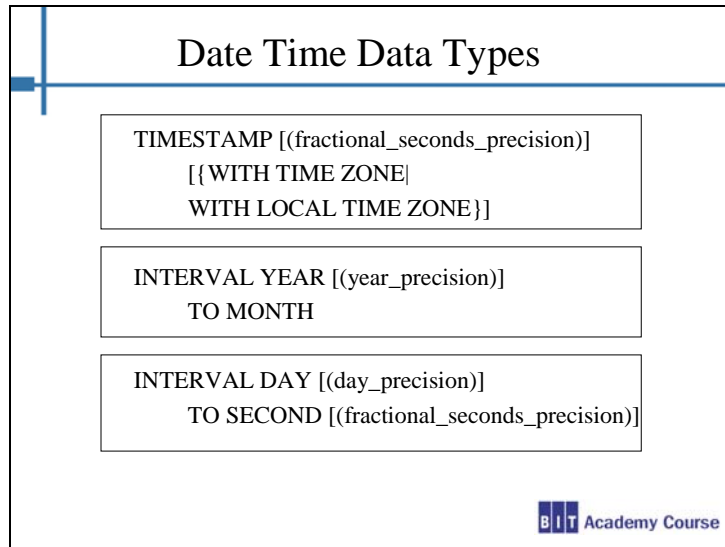 Date Time Data Types
TIMESTAMP [(fractional_seconds_precision)]
[{WITH TIME ZONE|
WITH LOCAL TIME ZONE}]
INTERVAL YEAR [(year_precision)]
TO MONTH
INTERVAL DAY [(day_precision)]
TO SECOND [(fractional_seconds_precision)]
BIT Academy Course